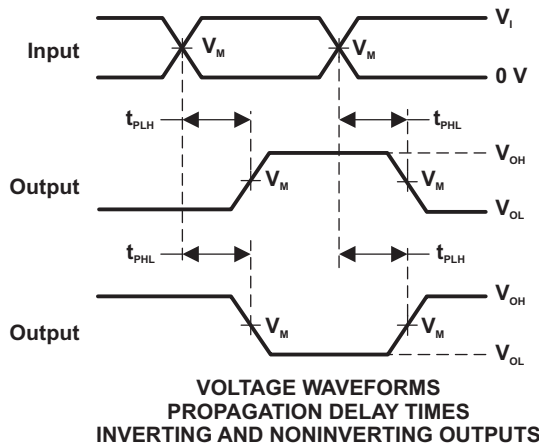 V_I
Input
V_M
V_M
0 V
t_PLH
t_PHL
V_OH
Output
V_M
V_M
V_OL
t_PHL
t_PLH
V_OH
Output
V_M
V_M
V_OL
VOLTAGE WAVEFORMS
PROPAGATION DELAY TIMES
INVERTING AND NONINVERTING OUTPUTS